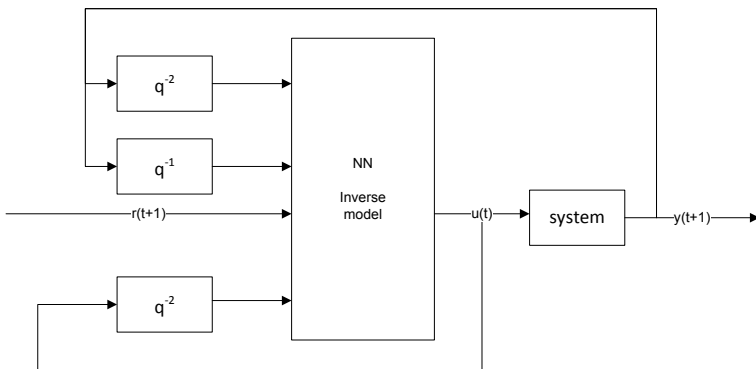 q⁻²
q⁻¹
NN
Inverse
model
r(t+1)
u(t)
system
y(t+1)
q⁻²